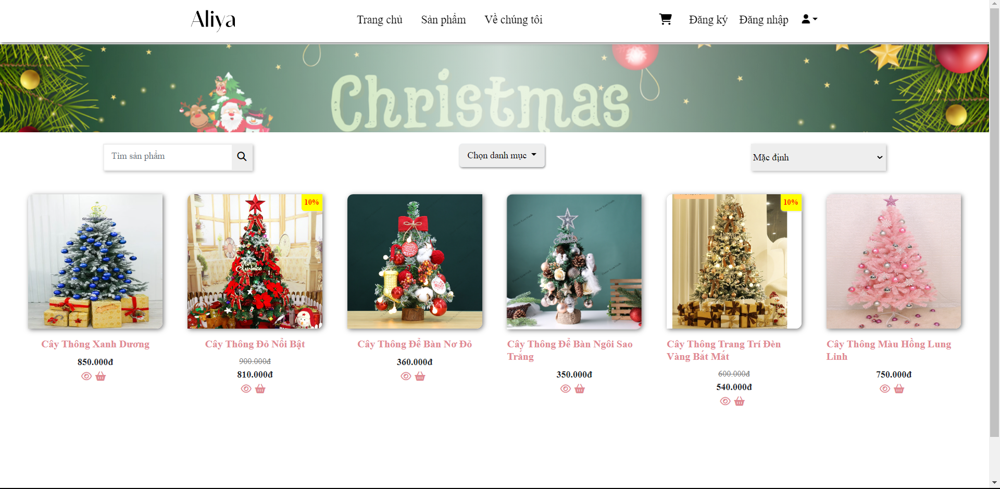 Aliya
Trang chủ Sản phẩm Về chúng tôi
Đăng ký Đăng nhập
Christmas
Tìm sản phẩm
Chọn danh mục
Mặc định
10%
10%
Merry Christmas
Cây Thông Xanh Dương
850.000đ
Cây Thông Đỏ Nổi Bật
900.000đ
810.000đ
Cây Thông Để Bàn Nơ Đỏ
360.000đ
Cây Thông Để Bàn Ngôi Sao
Trắng
350.000đ
Cây Thông Trang Trí Đèn
Vàng Bắt Mắt
600.000đ
540.000đ
Cây Thông Màu Hồng Lung
Linh
750.000đ